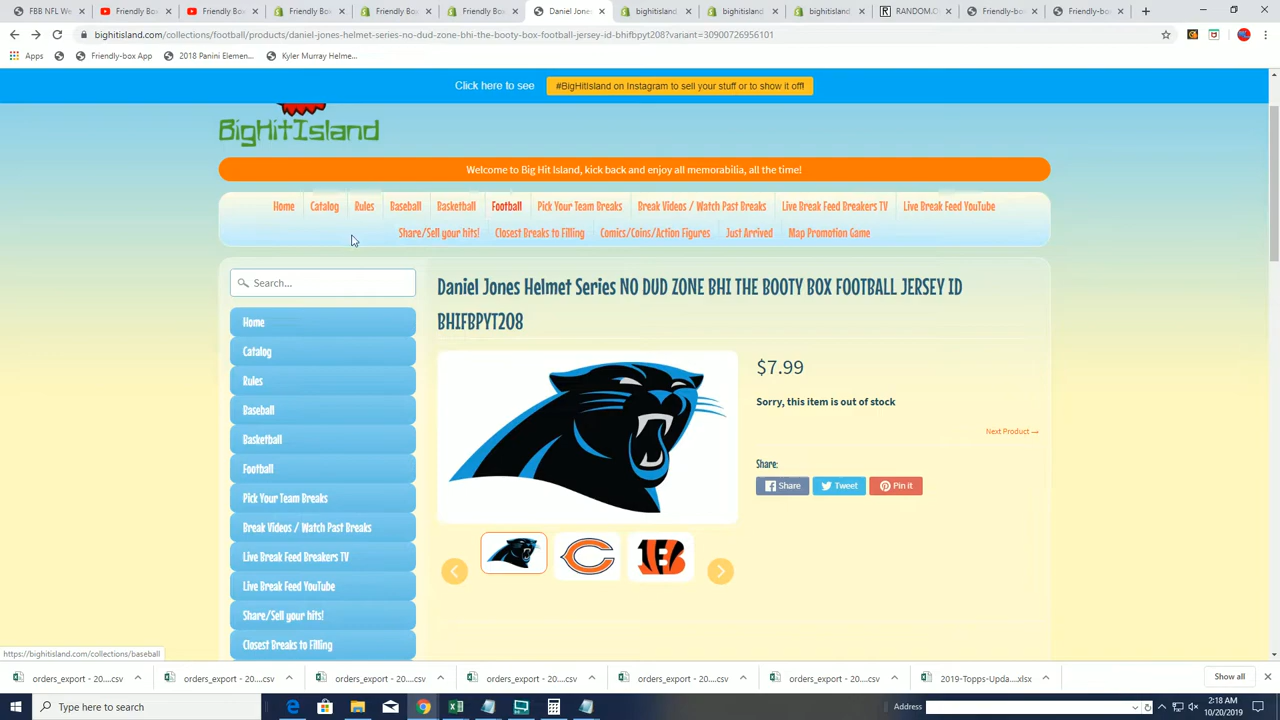 FBB NFL We
Friendly-bo
Friendly-bo
Friendly Bo
Friendly Bo
Daniel Jones
bighitisland
bighitisland
bighitisland
RANDOM.O
Friendly-bo
Friendly-bo
bighitisland.com/collections/football/products/daniel-jones-helmet-series-no-dud-zone-bhi-the-booty-box-football-jersey-id-bhifbpyt208?variant=30900726956101
Apps
Friendly-box App
2018 Panini Elemen...
Kyler Murray Helme...
Click here to see #BigHitIsland on Instagram to sell your stuff or to show it off!
BigHitIsland
Welcome to Big Hit Island, kick back and enjoy all memorabilia, all the time!
Home Catalog Rules Baseball Basketball Football Pick Your Team Breaks Break Videos / Watch Past Breaks Live Break Feed Breakers TV Live Break Feed YouTube
Share/Sell your hits! Closest Breaks to Filling Comics/Coins/Action Figures Just Arrived Map Promotion Game
Search...
Home
Catalog
Rules
Baseball
Basketball
Football
Pick Your Team Breaks
Break Videos / Watch Past Breaks
Live Break Feed Breakers TV
Live Break Feed YouTube
Share/Sell your hits!
Closest Breaks to Filling
Daniel Jones Helmet Series NO DUD ZONE BHI THE BOOTY BOX FOOTBALL JERSEY ID
BHIFBPYT208
$7.99
Sorry, this item is out of stock
Next Product →
Share:
Share
Tweet
Pin it
https://bighitisland.com/collections/baseball
orders_export - 20....csv
orders_export - 20....csv
orders_export - 20....csv
orders_export - 20....csv
orders_export - 20....csv
orders_export - 20....csv
2019-Topps-Upda....xlsx
Show all
Type here to search
Address
2:18 AM
10/20/2019